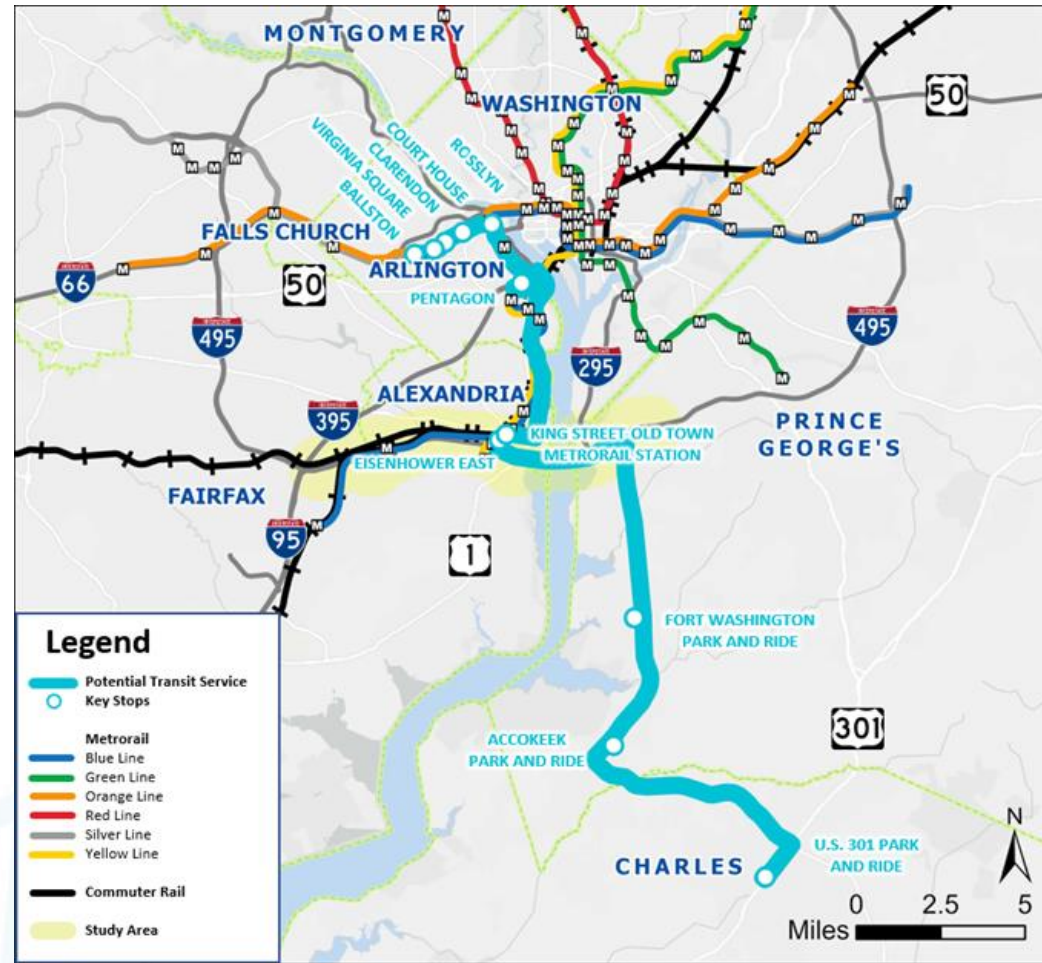 MONTGOMERY
WASHINGTON
50
ROSSLYN
COURT HOUSE
CLARENDON
VIRGINIA SQUARE
BALLSTON
FALLS CHURCH
66
50
ARLINGTON
PENTAGON
495
295
495
ALEXANDRIA
395
PRINCE
GEORGE'S
KING STREET-OLD TOWN
METRORAIL STATION
EISENHOWER EAST
FAIRFAX
95
1
FORT WASHINGTON
PARK AND RIDE
301
ACCOKEEK
PARK AND RIDE
U.S. 301 PARK
AND RIDE
CHARLES
N
0 2.5 5
Miles
Legend
Potential Transit Service
Key Stops
Metrorail
Blue Line
Green Line
Orange Line
Red Line
Silver Line
Yellow Line
Commuter Rail
Study Area